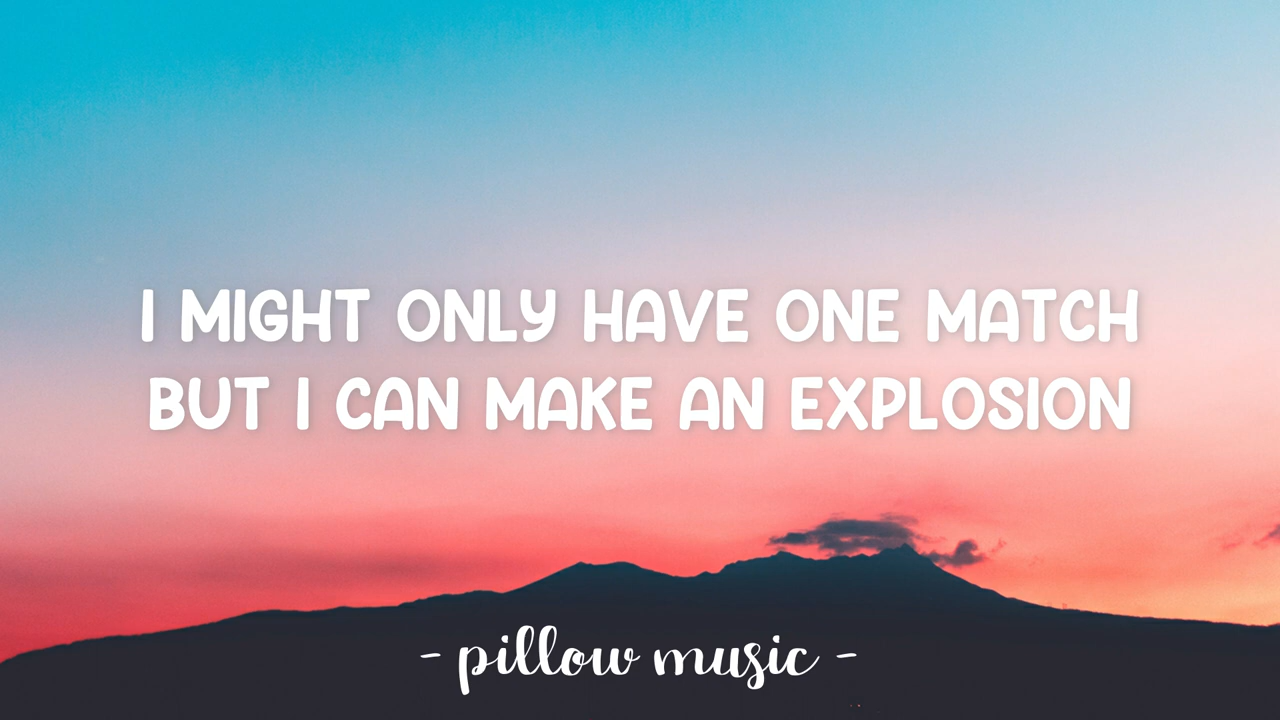 I MIGHT ONLY HAVE ONE MATCH
BUT I CAN MAKE AN EXPLOSION
- pillow music -